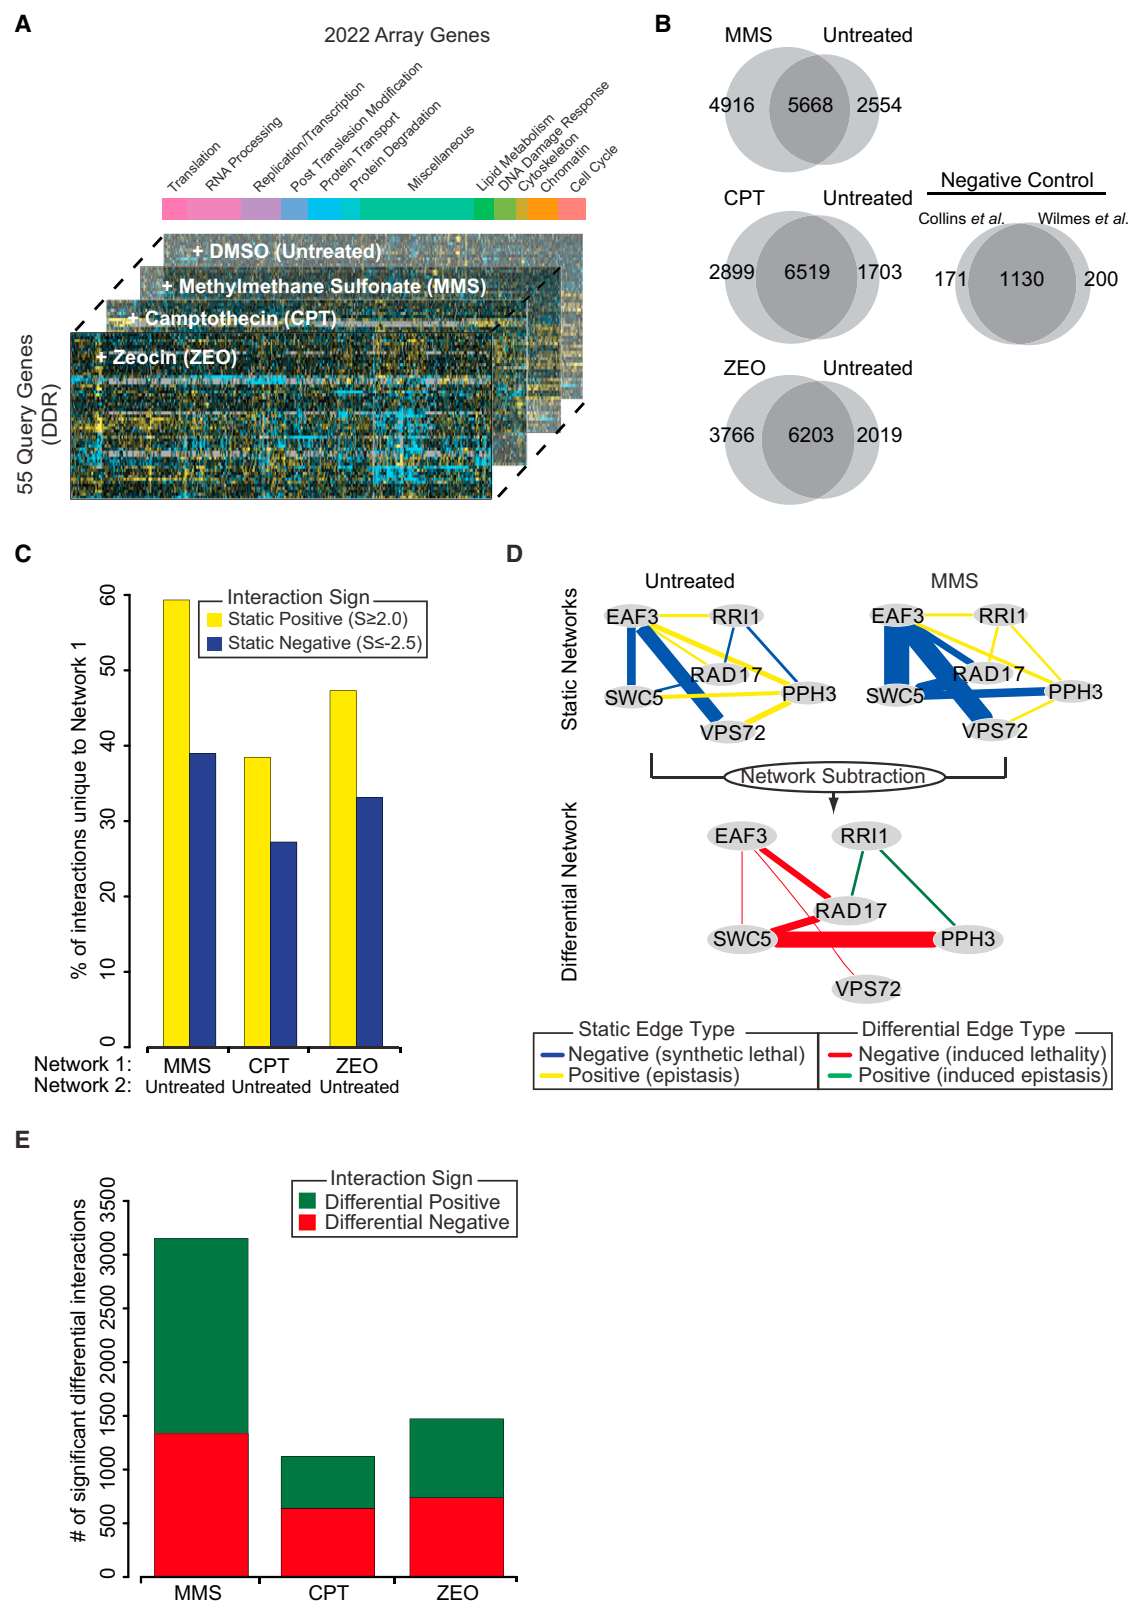 A
2022 Array Genes
Translation
RNA Processing
Replication/Transcription
Post Translesion Modification
Protein Transport
Protein Degradation
Miscellaneous
Lipid Metabolism
DNA Damage Response
Cytoskeleton
Chromatin
Cell Cycle
+ DMSO (Untreated)
+ Methylmethane Sulfonate (MMS)
+ Camptothecin (CPT)
+ Zeocin (ZEO)
55 Query Genes
(DDR)
B
MMS Untreated
4916 5668 2554
CPT Untreated
2899 6519 1703
ZEO Untreated
3766 6203 2019
Negative Control
Collins et al. Wilmes et al.
171 1130 200
C
% of interactions unique to Network 1
60
50
40
30
20
10
0
Interaction Sign
Static Positive (S≥2.0)
Static Negative (S≤-2.5)
Network 1: MMS CPT ZEO
Network 2: Untreated Untreated Untreated
D
Static Networks
Untreated
EAF3 RRI1
RAD17
SWC5 PPH3
VPS72
MMS
EAF3 RRI1
RAD17
SWC5 PPH3
VPS72
Network Subtraction
Differential Network
EAF3 RRI1
RAD17
SWC5 PPH3
VPS72
Static Edge Type
Negative (synthetic lethal)
Positive (epistasis)
Differential Edge Type
Negative (induced lethality)
Positive (induced epistasis)
E
# of significant differential interactions
3500
3000
2500
2000
1500
1000
500
0
Interaction Sign
Differential Positive
Differential Negative
MMS CPT ZEO